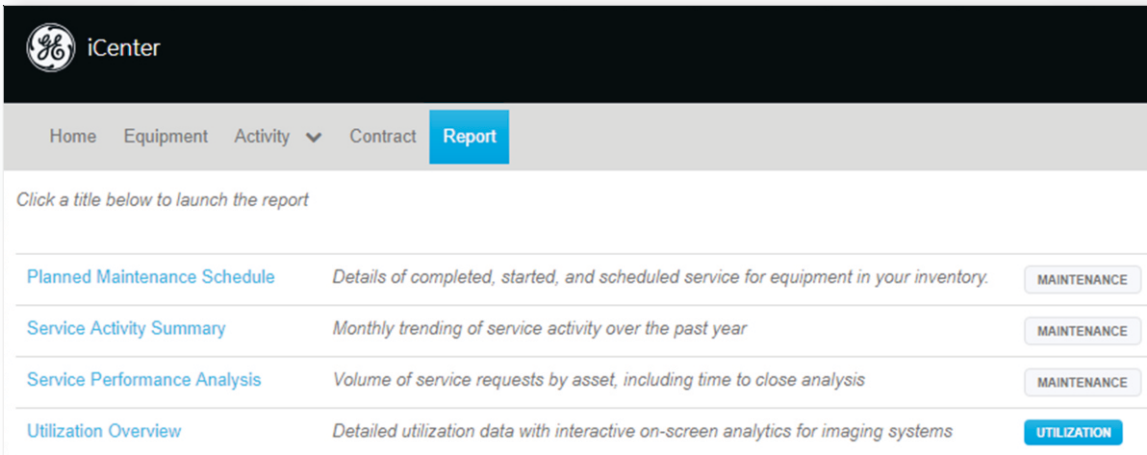 GE iCenter
Home Equipment Activity Contract Report
Click a title below to launch the report
Planned Maintenance Schedule Details of completed, started, and scheduled service for equipment in your inventory. MAINTENANCE
Service Activity Summary Monthly trending of service activity over the past year MAINTENANCE
Service Performance Analysis Volume of service requests by asset, including time to close analysis MAINTENANCE
Utilization Overview Detailed utilization data with interactive on-screen analytics for imaging systems UTILIZATION